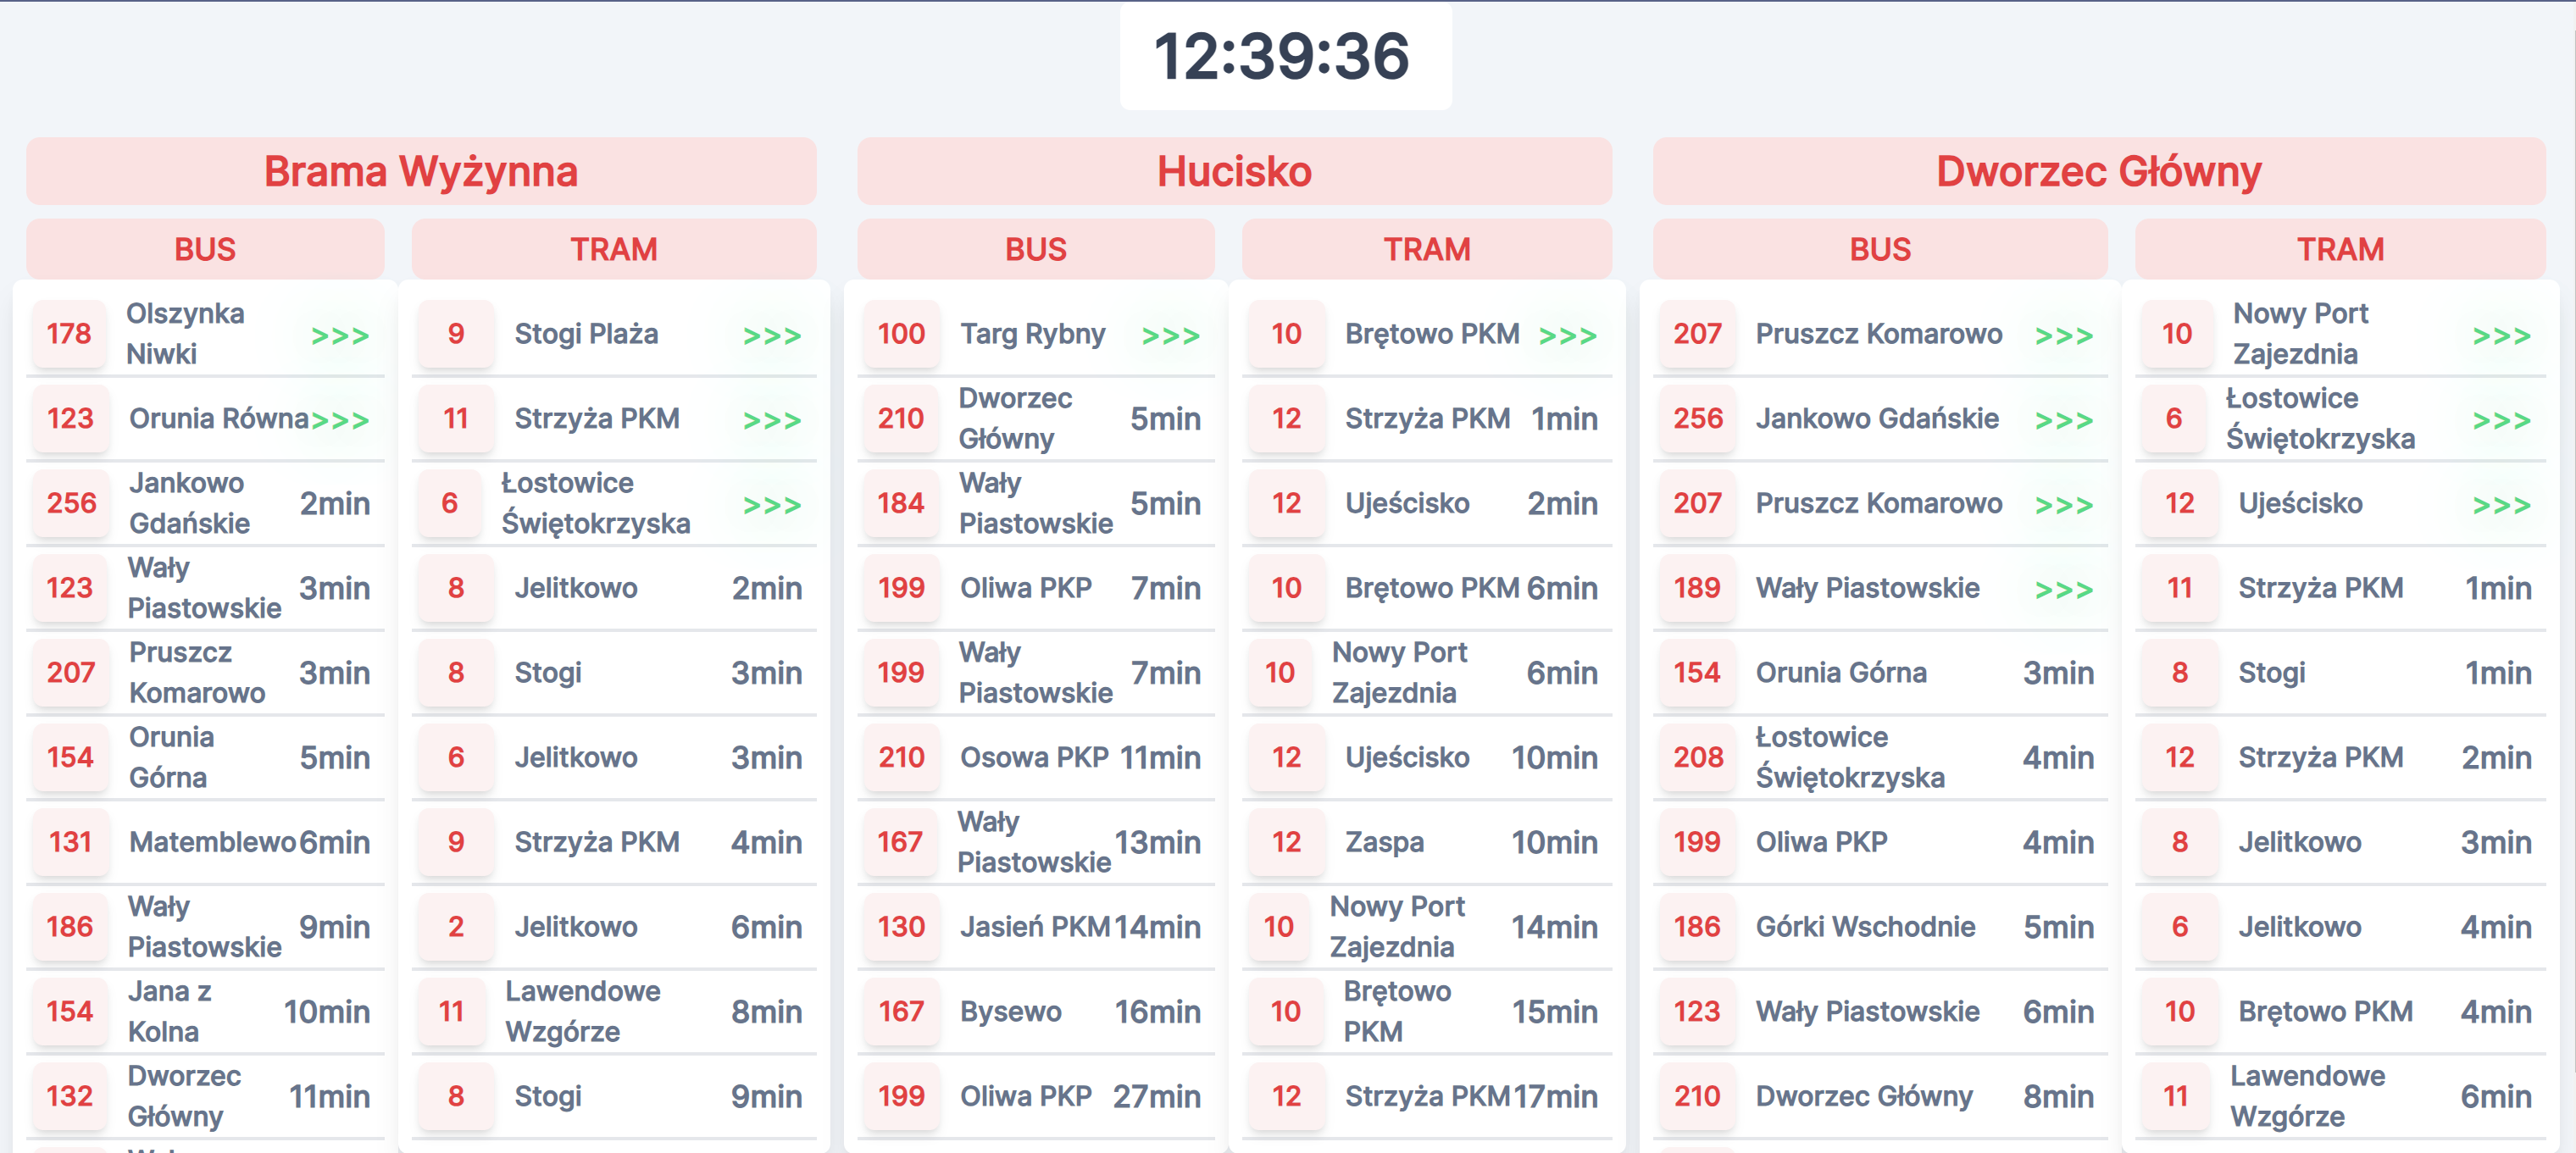 12:39:36
Brama Wyżynna
BUS
178 Olszynka Niwki >>>
123 Orunia Równa >>>
256 Jankowo Gdańskie 2min
123 Wały Piastowskie 3min
207 Pruszcz Komarowo 3min
154 Orunia Górna 5min
131 Matemblewo 6min
186 Wały Piastowskie 9min
154 Jana z Kolna 10min
132 Dworzec Główny 11min
TRAM
9 Stogi Plaża >>>
11 Strzyża PKM >>>
6 Łostowice Świętokrzyska >>>
8 Jelitkowo 2min
8 Stogi 3min
6 Jelitkowo 3min
9 Strzyża PKM 4min
2 Jelitkowo 6min
11 Lawendowe Wzgórze 8min
8 Stogi 9min
Hucisko
BUS
100 Targ Rybny >>>
210 Dworzec Główny 5min
184 Wały Piastowskie 5min
199 Oliwa PKP 7min
199 Wały Piastowskie 7min
210 Osowa PKP 11min
167 Wały Piastowskie 13min
130 Jasień PKM 14min
167 Bysewo 16min
199 Oliwa PKP 27min
TRAM
10 Brętowo PKM >>>
12 Strzyża PKM 1min
12 Ujeścisko 2min
10 Brętowo PKM 6min
10 Nowy Port Zajezdnia 6min
12 Ujeścisko 10min
12 Zaspa 10min
10 Nowy Port Zajezdnia 14min
10 Brętowo PKM 15min
12 Strzyża PKM 17min
Dworzec Główny
BUS
207 Pruszcz Komarowo >>>
256 Jankowo Gdańskie >>>
207 Pruszcz Komarowo >>>
189 Wały Piastowskie >>>
154 Orunia Górna 3min
208 Łostowice Świętokrzyska 4min
199 Oliwa PKP 4min
186 Górki Wschodnie 5min
123 Wały Piastowskie 6min
210 Dworzec Główny 8min
TRAM
10 Nowy Port Zajezdnia >>>
6 Łostowice Świętokrzyska >>>
12 Ujeścisko >>>
11 Strzyża PKM 1min
8 Stogi 1min
12 Strzyża PKM 2min
8 Jelitkowo 3min
6 Jelitkowo 4min
10 Brętowo PKM 4min
11 Lawendowe Wzgórze 6min